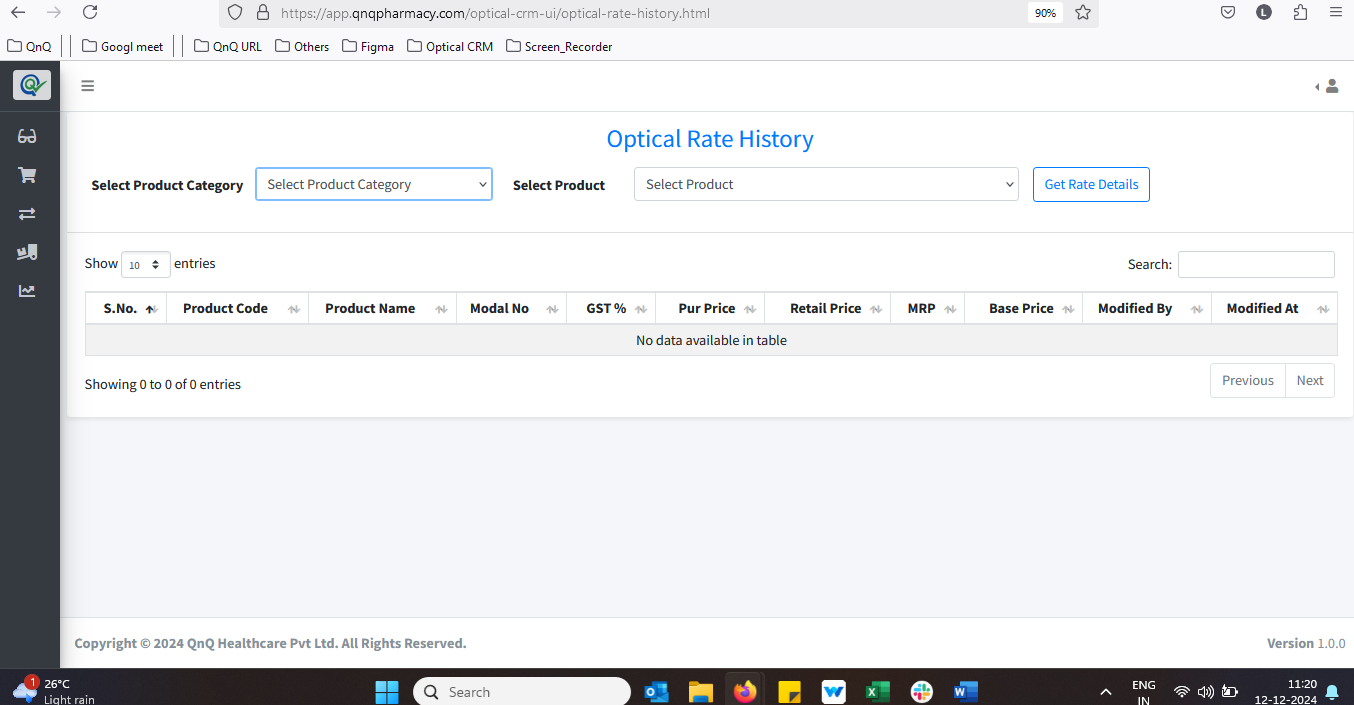 https://app.qnqpharmacy.com/optical-crm-ui/optical-rate-history.html 90% L
QnQ Googl meet QnQ URL Others Figma Optical CRM Screen_Recorder
Optical Rate History
Select Product Category Select Product Category Select Product Select Product Get Rate Details
Show 10 entries Search:
S.No. Product Code Product Name Modal No GST % Pur Price Retail Price MRP Base Price Modified By Modified At
No data available in table
Showing 0 to 0 of 0 entries Previous Next
Copyright © 2024 QnQ Healthcare Pvt Ltd. All Rights Reserved. Version 1.0.0
1 26°C Search ENG 11:20
Light rain IN 12-12-2024